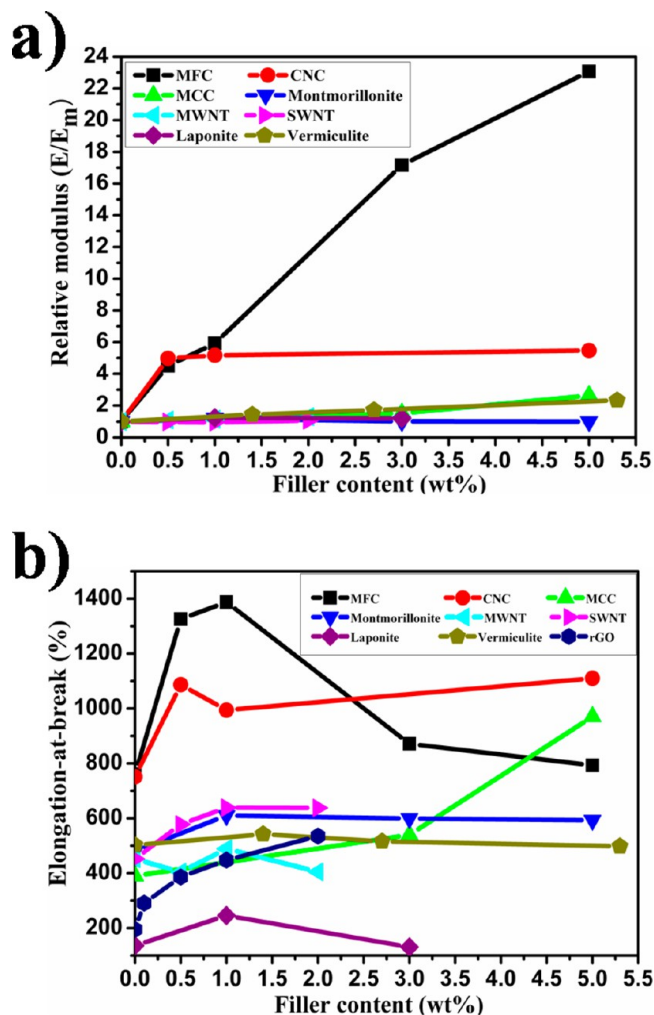 a)
24
22
20
18
16
14
12
10
8
6
4
2
0
Relative modulus (E/Em)
MFC CNC
MCC Montmorillonite
MWNT SWNT
Laponite Vermiculite
0.0 0.5 1.0 1.5 2.0 2.5 3.0 3.5 4.0 4.5 5.0 5.5
Filler content (wt%)
b)
1400
1200
1000
800
600
400
200
Elongation-at-break (%)
MFC CNC MCC
Montmorillonite MWNT SWNT
Laponite Vermiculite rGO
0.0 0.5 1.0 1.5 2.0 2.5 3.0 3.5 4.0 4.5 5.0 5.5
Filler content (wt%)